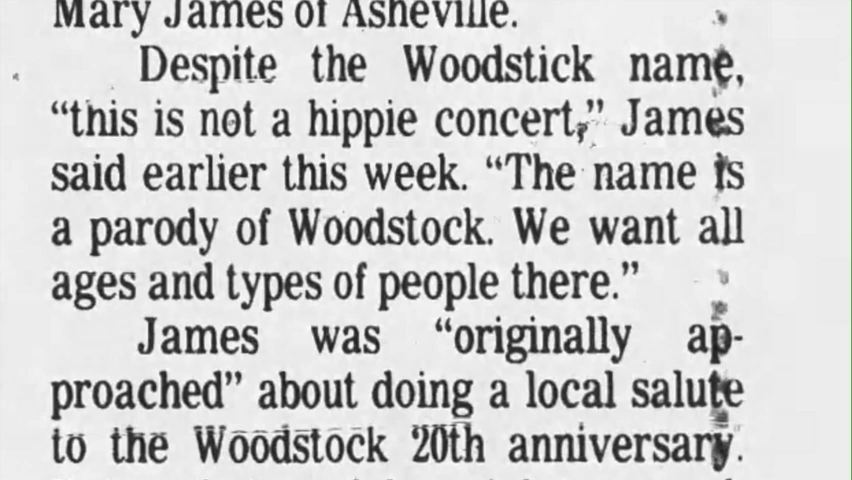 Mary James of Asheville.
Despite the Woodstick name,
“this is not a hippie concert,” James
said earlier this week. “The name is
a parody of Woodstock. We want all
ages and types of people there.”
James was “originally ap-
proached” about doing a local salute
to the Woodstock 20th anniversary.